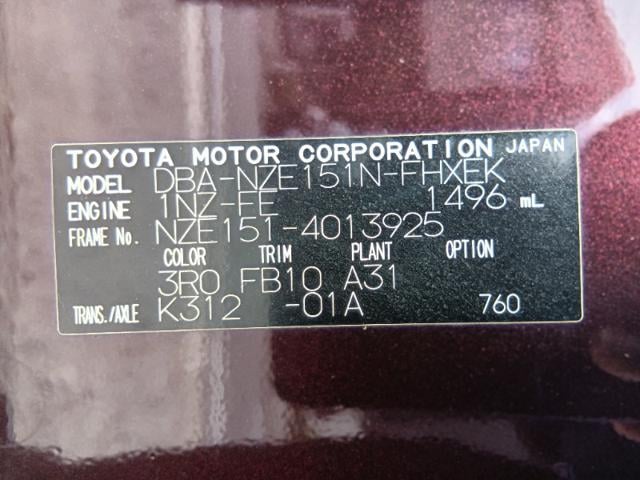 TOYOTA MOTOR CORPORATION JAPAN
MODEL DBA-NZE151N-FHXEK
ENGINE 1NZ-FE 1496 mL
FRAME No. NZE151-4013925
COLOR TRIM PLANT OPTION
3R0 FB10 A31
TRANS./AXLE K312 -01A 760